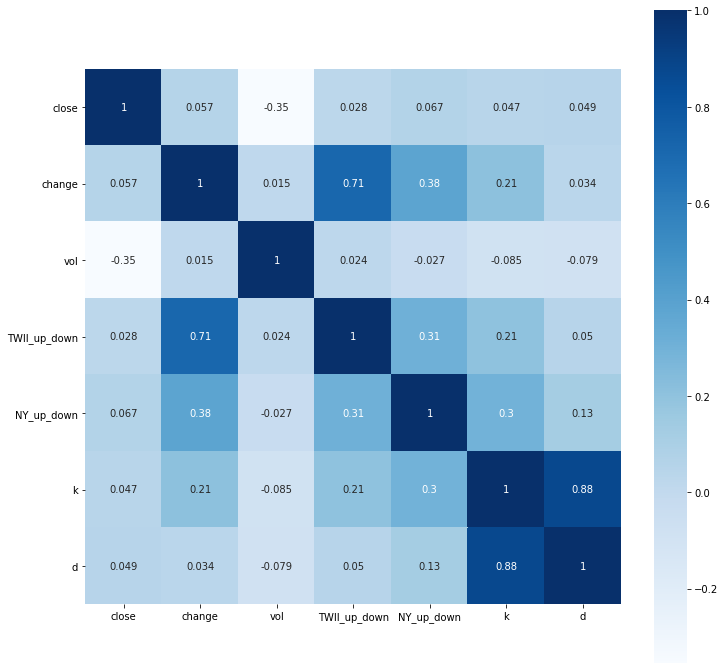 close 1 0.057 -0.35 0.028 0.067 0.047 0.049
change 0.057 1 0.015 0.71 0.38 0.21 0.034
vol -0.35 0.015 1 0.024 -0.027 -0.085 -0.079
TWII_up_down 0.028 0.71 0.024 1 0.31 0.21 0.05
NY_up_down 0.067 0.38 -0.027 0.31 1 0.3 0.13
k 0.047 0.21 -0.085 0.21 0.3 1 0.88
d 0.049 0.034 -0.079 0.05 0.13 0.88 1
close change vol TWII_up_down NY_up_down k d
1.0
0.8
0.6
0.4
0.2
0.0
−0.2